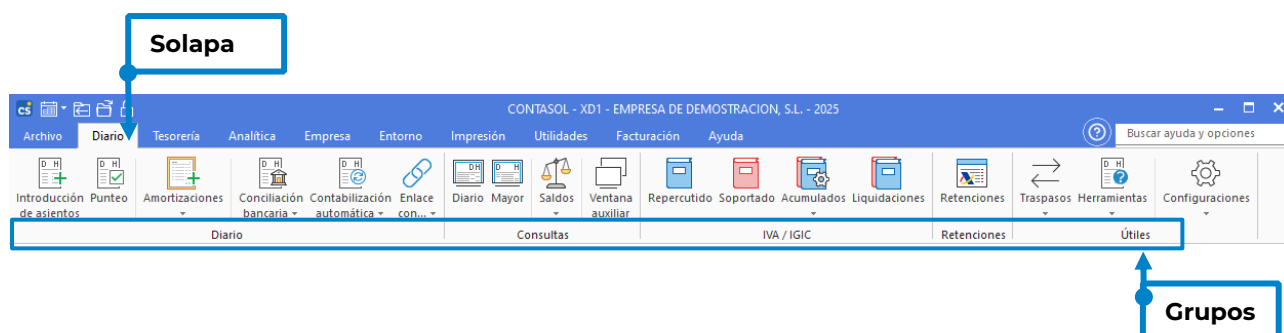 Solapa
cs
CONTASOL - XD1 - EMPRESA DE DEMOSTRACION, S.L. - 2025
Archivo Diario Tesorería Analítica Empresa Entorno Impresión Utilidades Facturación Ayuda Buscar ayuda y opciones
Introducción Punteo Amortizaciones Conciliación Contabilización Enlace Diario Mayor Saldos Ventana Repercutido Soportado Acumulados Liquidaciones Retenciones Traspasos Herramientas Configuraciones
de asientos bancaria automática con... auxiliar
Diario Consultas IVA / IGIC Retenciones Útiles
Grupos